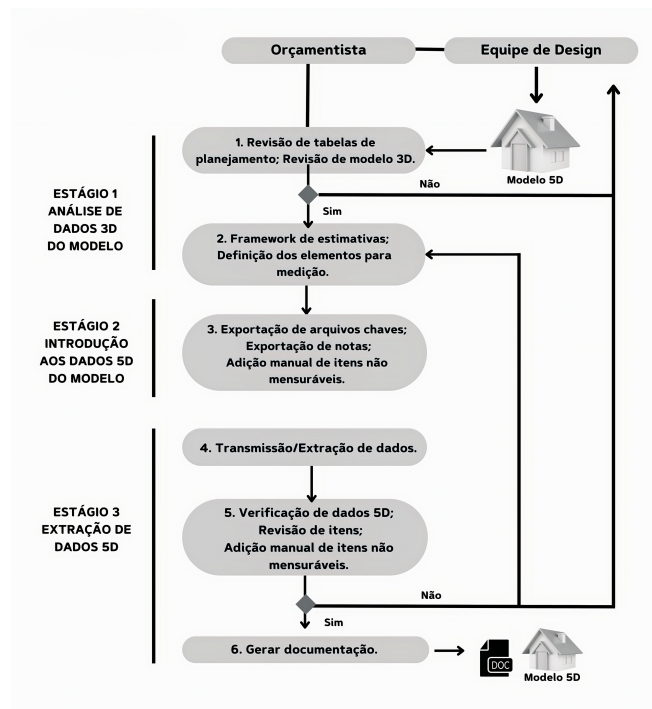 Orçamentista
Equipe de Design
1. Revisão de tabelas de
planejamento; Revisão de modelo 3D.
Modelo 5D
Não
Sim
ESTÁGIO 1
ANÁLISE DE
DADOS 3D
DO MODELO
2. Framework de estimativas;
Definição dos elementos para
medição.
ESTÁGIO 2
INTRODUÇÃO
AOS DADOS 5D
DO MODELO
3. Exportação de arquivos chaves;
Exportação de notas;
Adição manual de itens não
mensuráveis.
4. Transmissão/Extração de dados.
ESTÁGIO 3
EXTRAÇÃO DE
DADOS 5D
5. Verificação de dados 5D;
Revisão de itens;
Adição manual de itens não
mensuráveis.
Não
Sim
6. Gerar documentação.
DOC
Modelo 5D